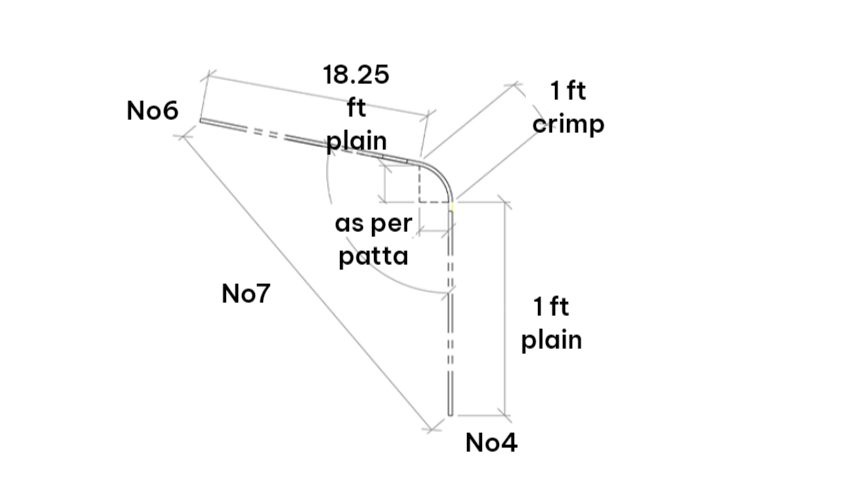 18.25
ft
plain
No6
1 ft
crimp
as per
patta
No7
1 ft
plain
No4